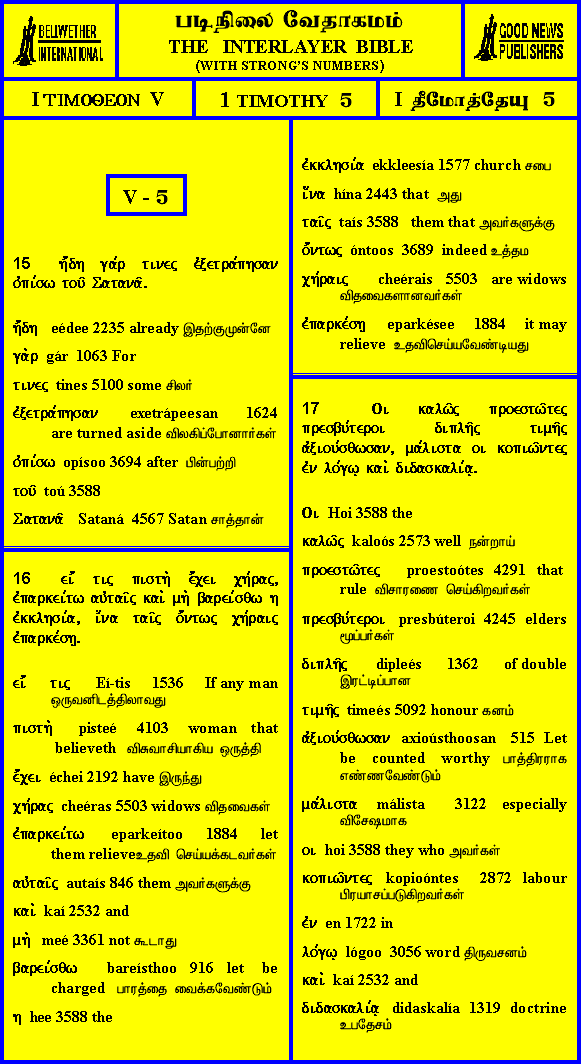 BELLWETHER
INTERNATIONAL
படிநிலை வேதாகமம்
THE INTERLAYER BIBLE
(WITH STRONG'S NUMBERS)
GOOD NEWS
PUBLISHERS
I ΤΙΜΟΘΕΟΝ V
1 TIMOTHY 5
I தீமோத்தேயு 5
V - 5
15 ἤδη γάρ τινες ἐξετράπησαν
ὀπίσω τοῦ Σατανᾶ.
ἤδη eédee 2235 already இதற்குமுன்னே
γὰρ gár 1063 For
τινες tines 5100 some சிலர்
ἐξετράπησαν exetrápeesan 1624
are turned aside விலகிப்போனார்கள்
ὀπίσω opísoo 3694 after பின்பற்றி
τοῦ toú 3588
Σατανᾶ Sataná 4567 Satan சாத்தான்
16 εἴ τις πιστὴ ἔχει χήρας,
ἐπαρκείτω αὐταῖς καὶ μὴ βαρείσθω η
ἐκκλησία, ἵνα ταῖς ὄντως χήραις
ἐπαρκέσῃ.
εἴ τις Eí-tis 1536 If any man
ஒருவனிடத்திலாவது
πιστὴ pisteé 4103 woman that
believeth விசுவாசியாகிய ஒருத்தி
ἔχει échei 2192 have இருந்து
χήρας cheéras 5503 widows விதவைகள்
ἐπαρκείτω eparkeítoo 1884 let
them relieveஉதவி செய்யக்கடவர்கள்
αὐταῖς autaís 846 them அவர்களுக்கு
καὶ kaí 2532 and
μὴ meé 3361 not கூடாது
βαρείσθω bareísthoo 916 let be
charged பாரத்தை வைக்கவேண்டும்
η hee 3588 the
ἐκκλησία ekkleesía 1577 church சபை
ἵνα hína 2443 that அது
ταῖς taís 3588 them that அவர்களுக்கு
ὄντως óntoos 3689 indeed உத்தம
χήραις cheérais 5503 are widows
விதவைகளானவர்கள்
ἐπαρκέσῃ eparkésee 1884 it may
relieve உதவிசெய்யவேண்டியது
17 Οι καλῶς προεστῶτες
πρεσβύτεροι διπλῆς τιμῆς
ἀξιούσθωσαν, μάλιστα οι κοπιῶντες
ἐν λόγῳ καὶ διδασκαλίᾳ.
Οι Hoi 3588 the
καλῶς kaloós 2573 well நன்றாய்
προεστῶτες proestoótes 4291 that
rule விசாரணை செய்கிறவர்கள்
πρεσβύτεροι presbúteroi 4245 elders
மூப்பர்கள்
διπλῆς dipleés 1362 of double
இரட்டிப்பான
τιμῆς timeés 5092 honour கனம்
ἀξιούσθωσαν axioústhoosan 515 Let
be counted worthy பாத்திரராக
எண்ணவேண்டும்
μάλιστα málista 3122 especially
விசேஷமாக
οι hoi 3588 they who அவர்கள்
κοπιῶντες kopioóntes 2872 labour
பிரயாசப்படுகிறவர்கள்
ἐν en 1722 in
λόγῳ lógoo 3056 word திருவசனம்
καὶ kaí 2532 and
διδασκαλίᾳ didaskalía 1319 doctrine
உபதேசம்